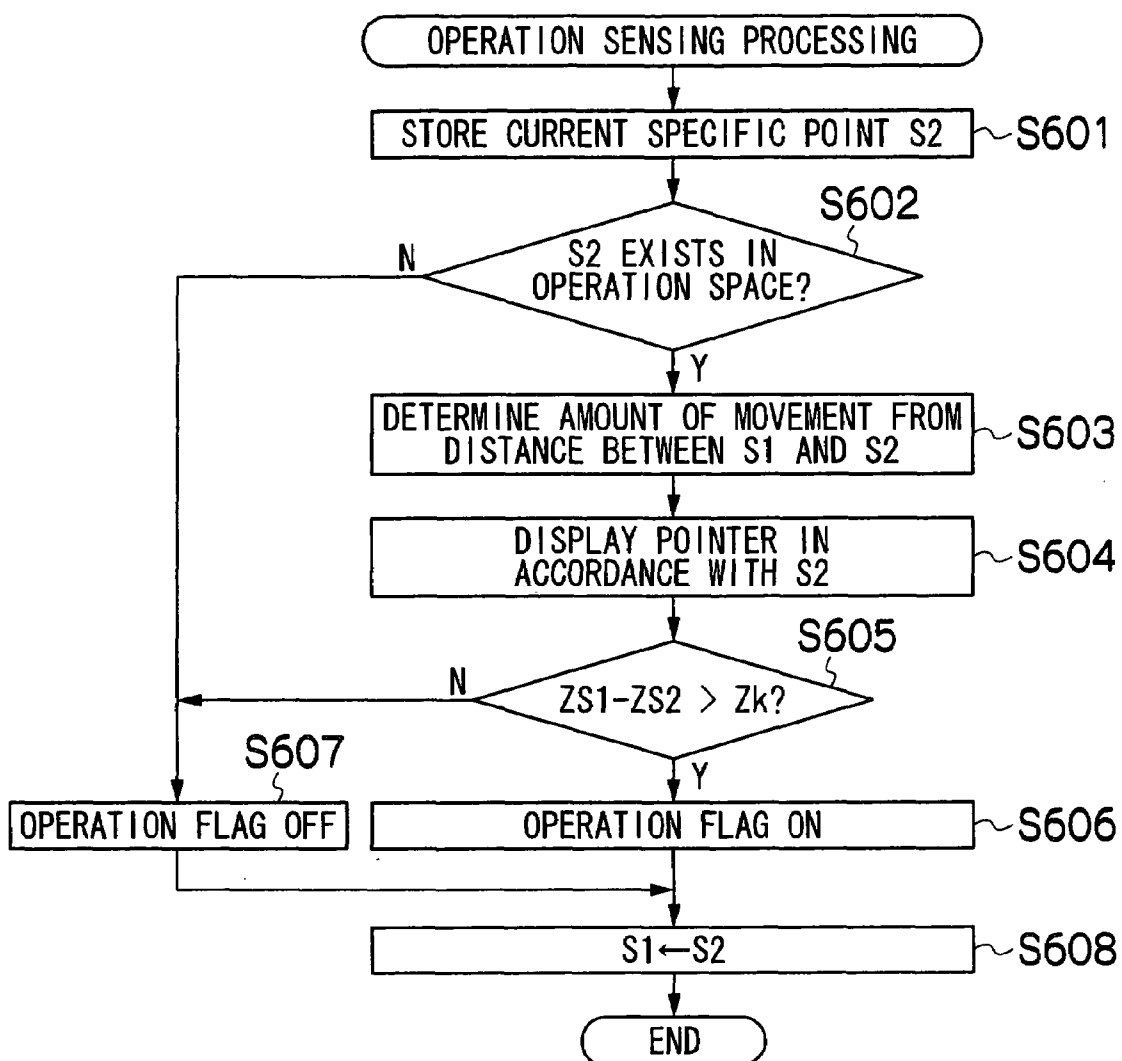 OPERATION SENSING PROCESSING
STORE CURRENT SPECIFIC POINT S2
S601
S602
S2 EXISTS IN
OPERATION SPACE?
N
Y
DETERMINE AMOUNT OF MOVEMENT FROM
DISTANCE BETWEEN S1 AND S2
S603
DISPLAY POINTER IN
ACCORDANCE WITH S2
S604
S605
ZS1-ZS2 > Zk?
N
Y
S607
OPERATION FLAG OFF
OPERATION FLAG ON
S606
S1←S2
S608
END